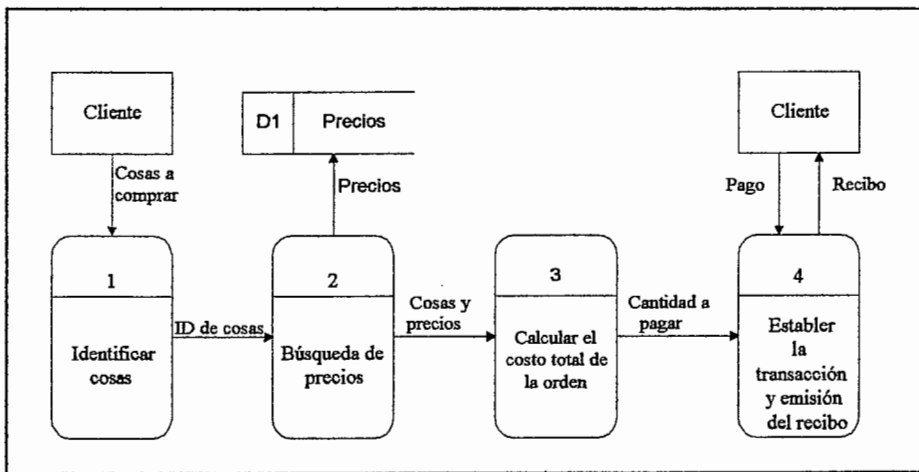 Cliente
D1 Precios
Cliente
Cosas a
comprar
Precios
Pago
Recibo
1
Identificar
cosas
ID de cosas
2
Búsqueda de
precios
Cosas y
precios
3
Calcular el
costo total de
la orden
Cantidad a
pagar
4
Establer
la
transacción
y emisión
del recibo